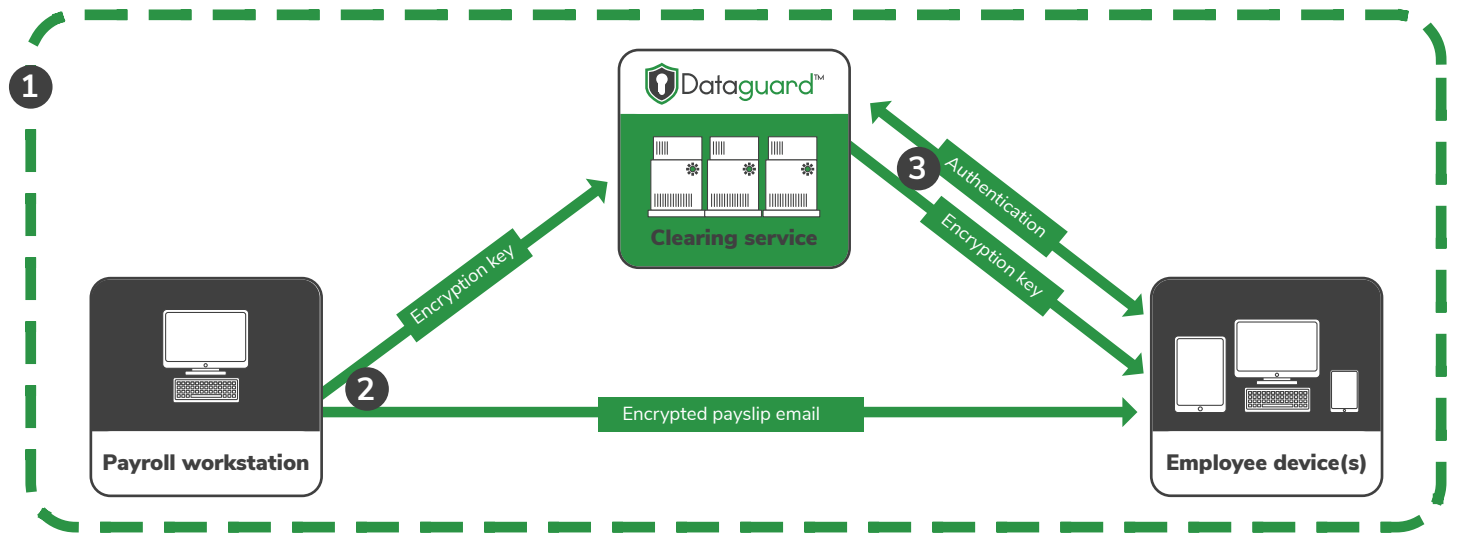 1
Dataguard™
3
Authentication
Encryption key
Clearing service
Encryption key
2
Encrypted payslip email
Payroll workstation
Employee device(s)